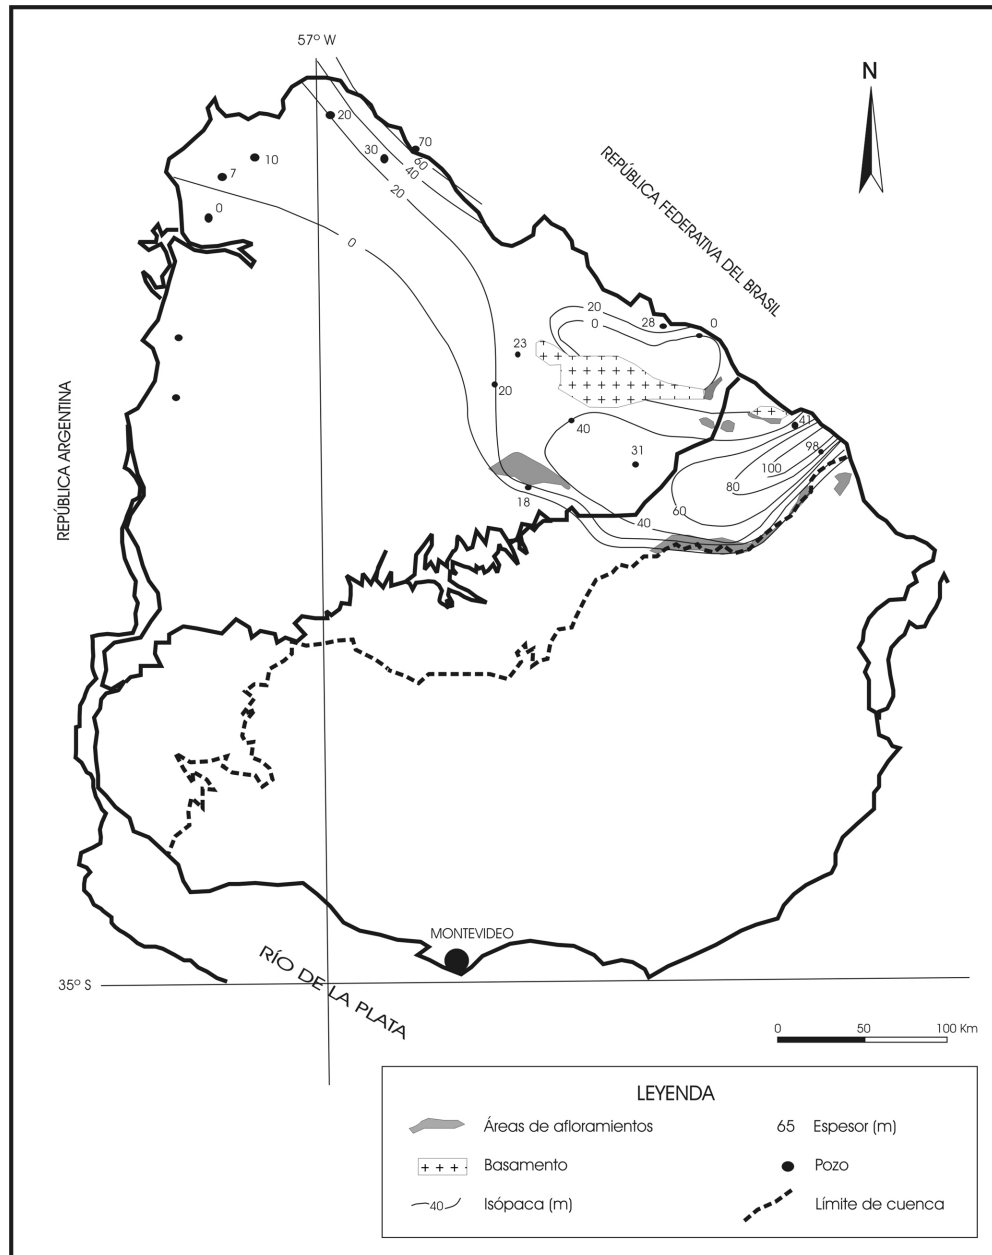 57º W
N
20
70
30
60
10
40
7
20
0
0
REPÚBLICA FEDERATIVA DEL BRASIL
20
0
28
0
23
20
40
41
31
98
100
80
18
60
40
REPÚBLICA ARGENTINA
MONTEVIDEO
RÍO DE LA PLATA
35º S
0 50 100 Km
LEYENDA
Áreas de afloramientos
65 Espesor (m)
Basamento
Pozo
40 Isópaca (m)
Límite de cuenca